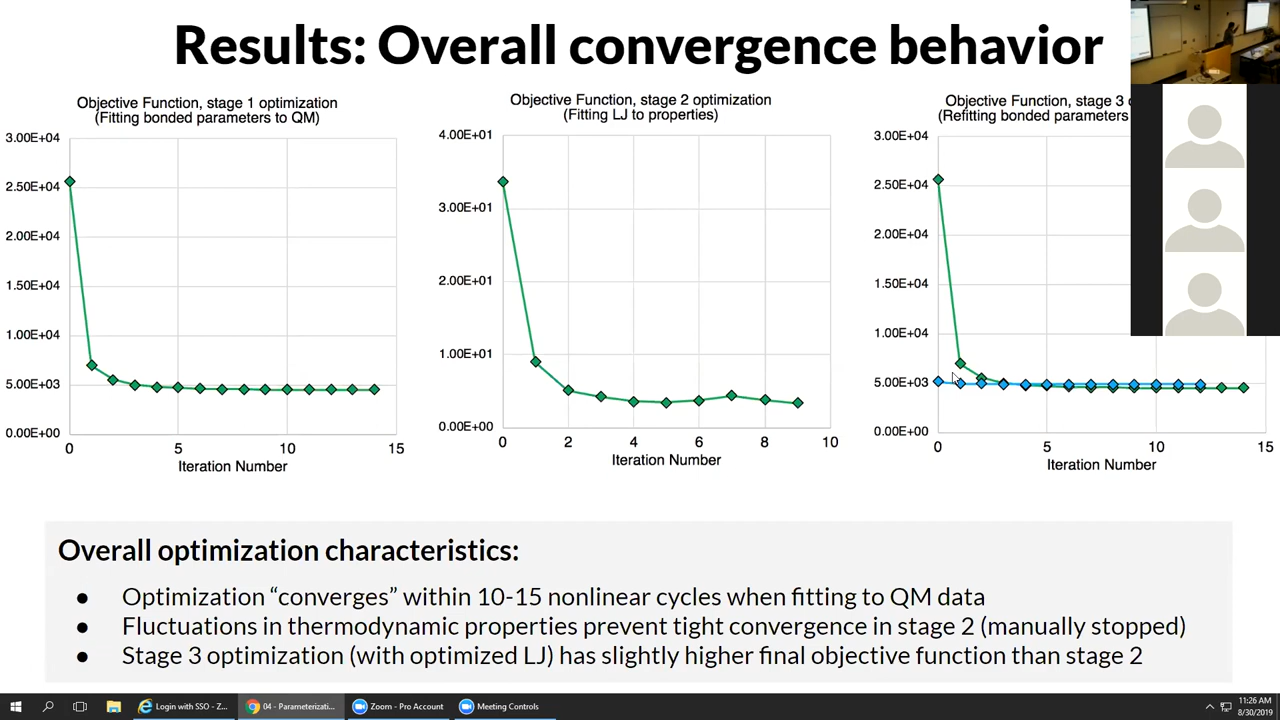 Results: Overall convergence behavior
Objective Function, stage 1 optimization
(Fitting bonded parameters to QM)
3.00E+04
2.50E+04
2.00E+04
1.50E+04
1.00E+04
5.00E+03
0.00E+00
0 5 10 15
Iteration Number
Objective Function, stage 2 optimization
(Fitting LJ to properties)
4.00E+01
3.00E+01
2.00E+01
1.00E+01
0.00E+00
0 2 4 6 8 10
Iteration Number
Objective Function, stage 3
(Refitting bonded parameters
3.00E+04
2.50E+04
2.00E+04
1.50E+04
1.00E+04
5.00E+03
0.00E+00
0 5 10 15
Iteration Number
Overall optimization characteristics:
● Optimization “converges” within 10-15 nonlinear cycles when fitting to QM data
● Fluctuations in thermodynamic properties prevent tight convergence in stage 2 (manually stopped)
● Stage 3 optimization (with optimized LJ) has slightly higher final objective function than stage 2
Login with SSO - Z...
04 - Parameterizati...
Zoom - Pro Account
Meeting Controls
11:26 AM
8/30/2019